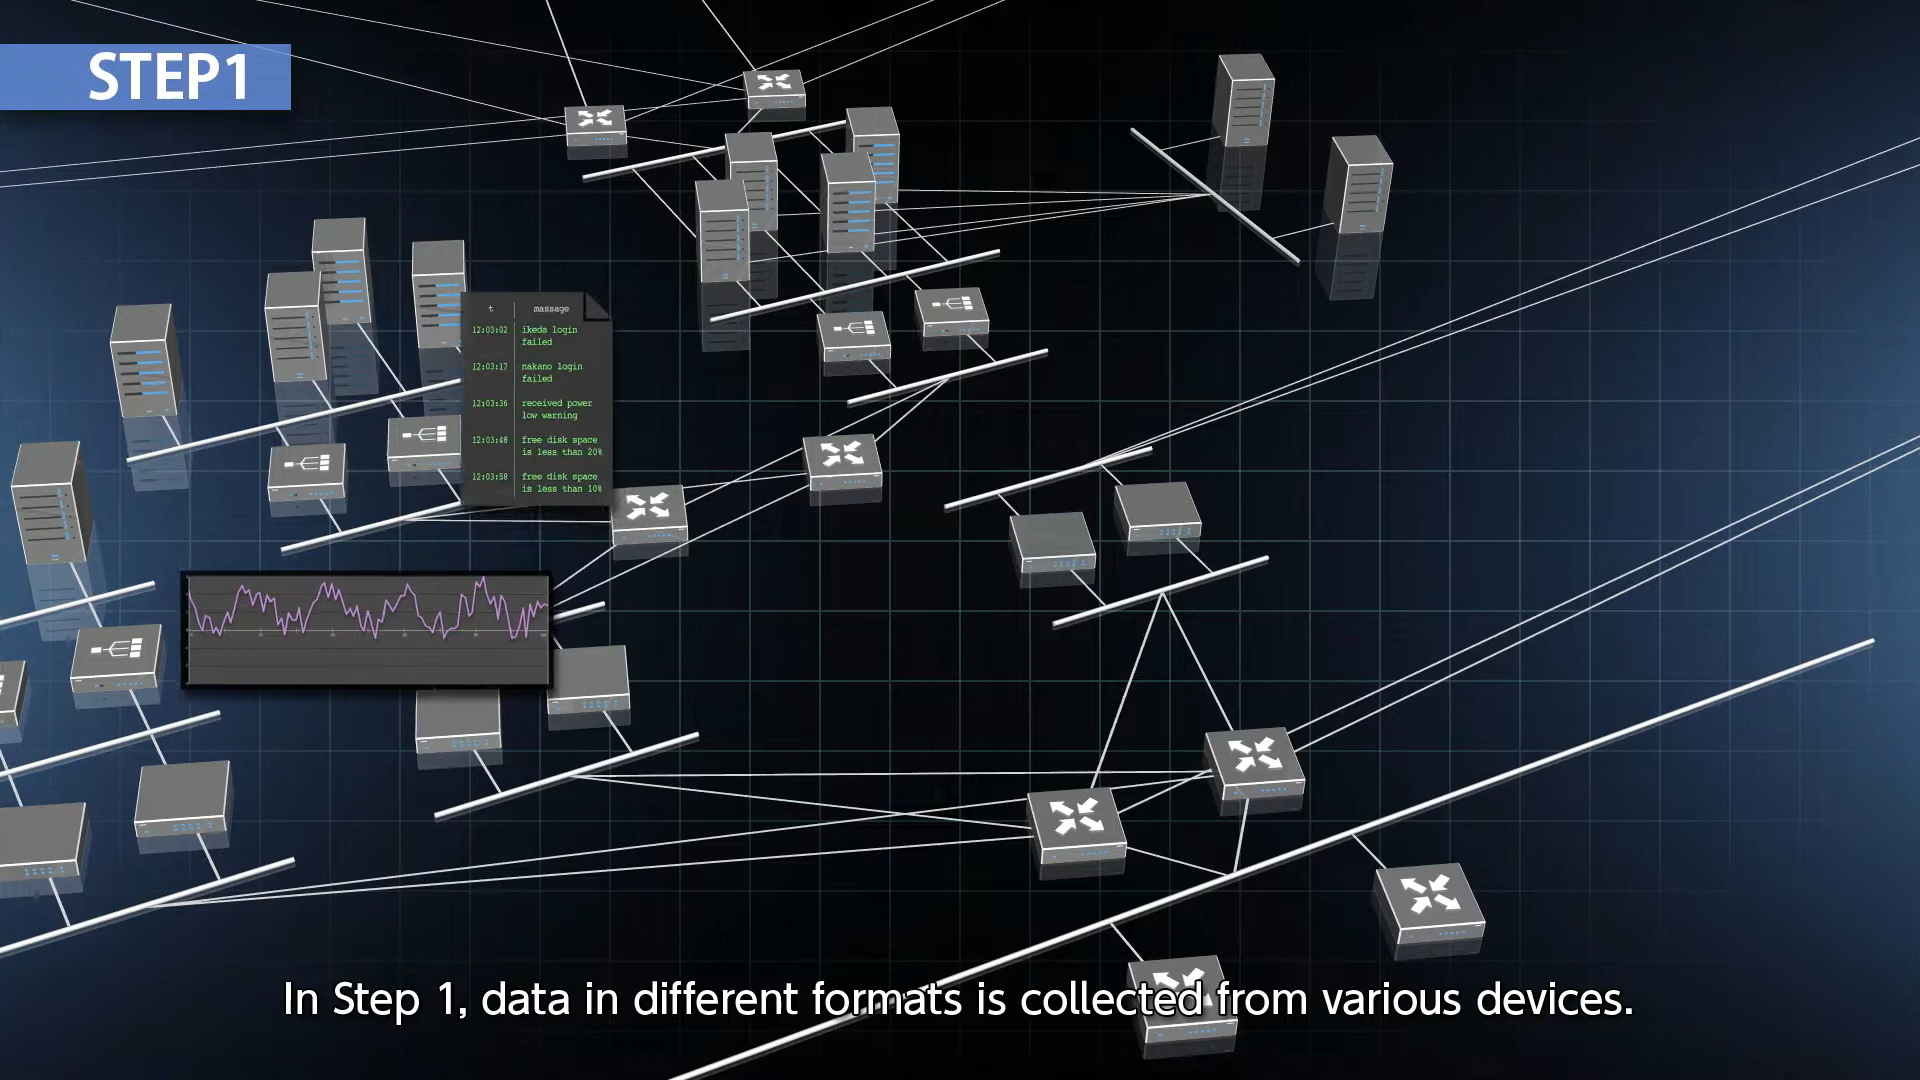 STEP1
t massage
12:03:02 ikeda login
failed
12:03:17 nakano login
failed
12:03:36 received power
low warning
12:03:48 free disk space
is less than 20%
12:03:58 free disk space
is less than 10%
In Step 1, data in different formats is collected from various devices.